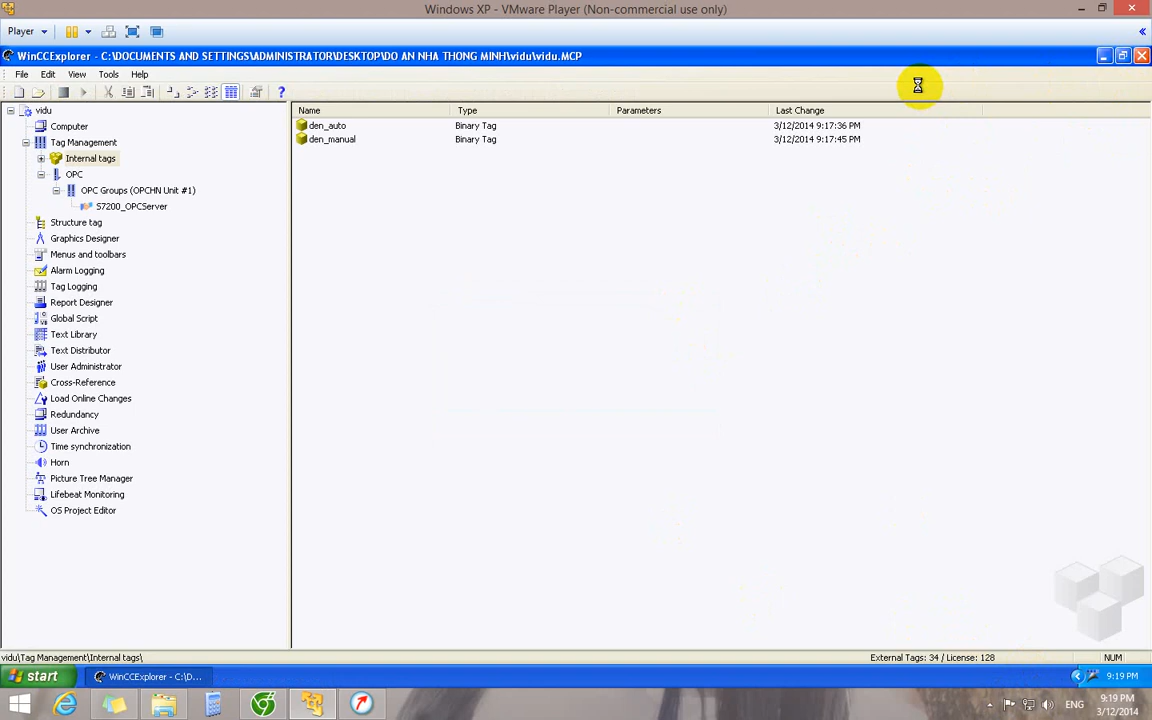 Windows XP - VMware Player (Non-commercial use only)
Player
WinCCExplorer - C:\DOCUMENTS AND SETTINGS\ADMINISTRATOR\DESKTOP\DO AN NHA THONG MINH\vidu\vidu.MCP
File Edit View Tools Help
vidu
Computer
Tag Management
Internal tags
OPC
OPC Groups (OPCHN Unit #1)
S7200_OPCServer
Structure tag
Graphics Designer
Menus and toolbars
Alarm Logging
Tag Logging
Report Designer
Global Script
Text Library
Text Distributor
User Administrator
Cross-Reference
Load Online Changes
Redundancy
User Archive
Time synchronization
Horn
Picture Tree Manager
Lifebeat Monitoring
OS Project Editor
Name Type Parameters Last Change
den_auto Binary Tag 3/12/2014 9:17:36 PM
den_manual Binary Tag 3/12/2014 9:17:45 PM
vidu\Tag Management\Internal tags\ External Tags: 34 / License: 128 NUM
start WinCCExplorer - C:\D... 9:19 PM
ENG 9:19 PM
3/12/2014